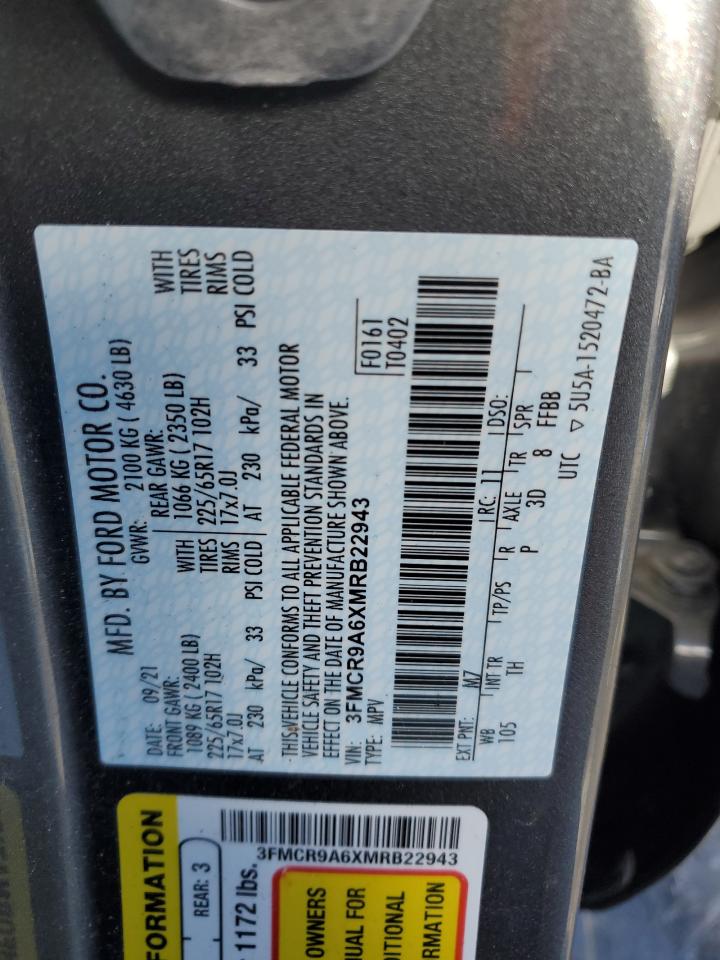 MFD. BY FORD MOTOR CO.
DATE: 09/21 GVWR: 2100 KG ( 4630 LB)
FRONT GAWR: REAR GAWR:
1089 KG ( 2400 LB) WITH 1066 KG ( 2350 LB) WITH
225/65R17 102H TIRES 225/65R17 102H TIRES
17x7.0J RIMS 17x7.0J RIMS
AT 230 kPa/ 33 PSI COLD AT 230 kPa/ 33 PSI COLD
THIS VEHICLE CONFORMS TO ALL APPLICABLE FEDERAL MOTOR
VEHICLE SAFETY AND THEFT PREVENTION STANDARDS IN
EFFECT ON THE DATE OF MANUFACTURE SHOWN ABOVE.
VIN: 3FMCR9A6XMRB22943 F0161
TYPE: MPV T0402
EXT PNT: M7 RC: 11 DSO:
WB INT TR TP/PS R AXLE TR SPR
105 TH P 3D 8 FFBB
UTC ▽ 5U5A-1520472-BA
FORMATION
REAR: 3
1172 lbs.
3FMCR9A6XMRB22943
OWNERS
UAL FOR
DITIONAL
RMATION